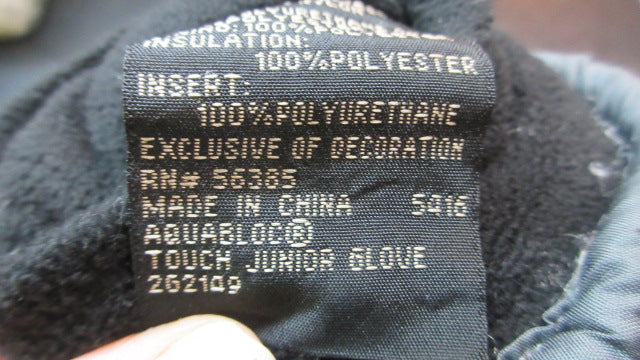 INSULATION:
100%POLYESTER
INSERT:
100%POLYURETHANE
EXCLUSIVE OF DECORATION
RN# 56385
MADE IN CHINA 5416
AQUABLOC®
TOUCH JUNIOR GLOVE
262149